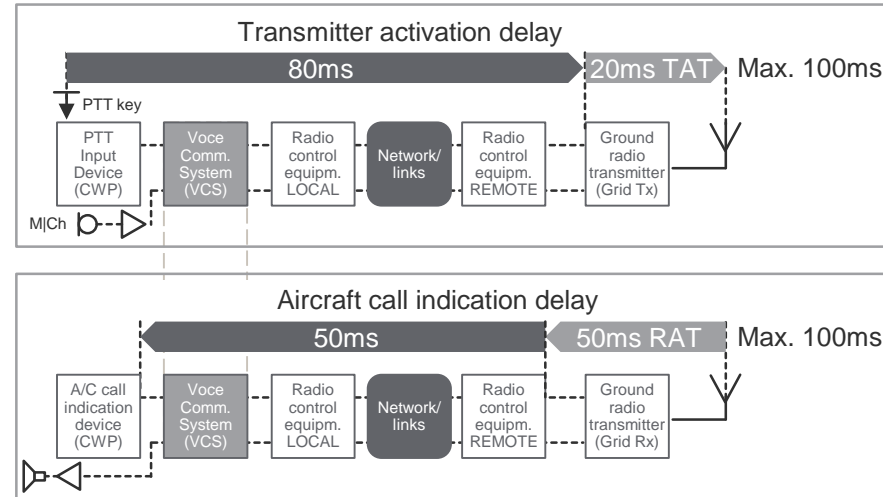 Transmitter activation delay
80ms
20ms TAT
Max. 100ms
PTT key
PTT
Input
Device
(CWP)
Voce
Comm.
System
(VCS)
Radio
control
equipm.
LOCAL
Network/
links
Radio
control
equipm.
REMOTE
Ground
radio
transmitter
(Grid Tx)
M|Ch
Aircraft call indication delay
50ms
50ms RAT
Max. 100ms
A/C call
indication
device
(CWP)
Voce
Comm.
System
(VCS)
Radio
control
equipm.
LOCAL
Network/
links
Radio
control
equipm.
REMOTE
Ground
radio
transmitter
(Grid Rx)